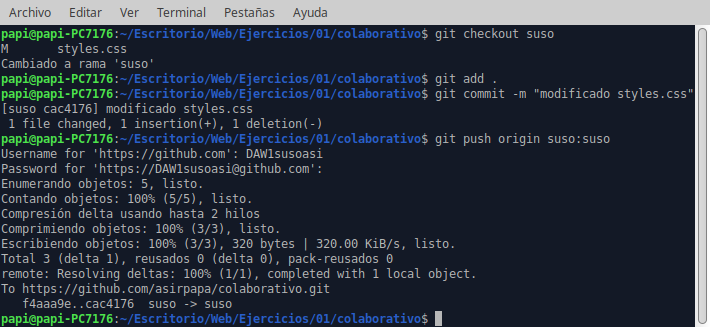 Archivo Editar Ver Terminal Pestañas Ayuda
papi@papi-PC7176:~/Escritorio/Web/Ejercicios/01/colaborativo$ git checkout suso
M       styles.css
Cambiado a rama 'suso'
papi@papi-PC7176:~/Escritorio/Web/Ejercicios/01/colaborativo$ git add .
papi@papi-PC7176:~/Escritorio/Web/Ejercicios/01/colaborativo$ git commit -m "modificado styles.css"
[suso cac4176] modificado styles.css
 1 file changed, 1 insertion(+), 1 deletion(-)
papi@papi-PC7176:~/Escritorio/Web/Ejercicios/01/colaborativo$ git push origin suso:suso
Username for 'https://github.com': DAW1susoasi
Password for 'https://DAW1susoasi@github.com':
Enumerando objetos: 5, listo.
Contando objetos: 100% (5/5), listo.
Compresión delta usando hasta 2 hilos
Comprimiendo objetos: 100% (3/3), listo.
Escribiendo objetos: 100% (3/3), 320 bytes | 320.00 KiB/s, listo.
Total 3 (delta 1), reusados 0 (delta 0), pack-reusados 0
remote: Resolving deltas: 100% (1/1), completed with 1 local object.
To https://github.com/asirpapa/colaborativo.git
   f4aaa9e..cac4176  suso -> suso
papi@papi-PC7176:~/Escritorio/Web/Ejercicios/01/colaborativo$